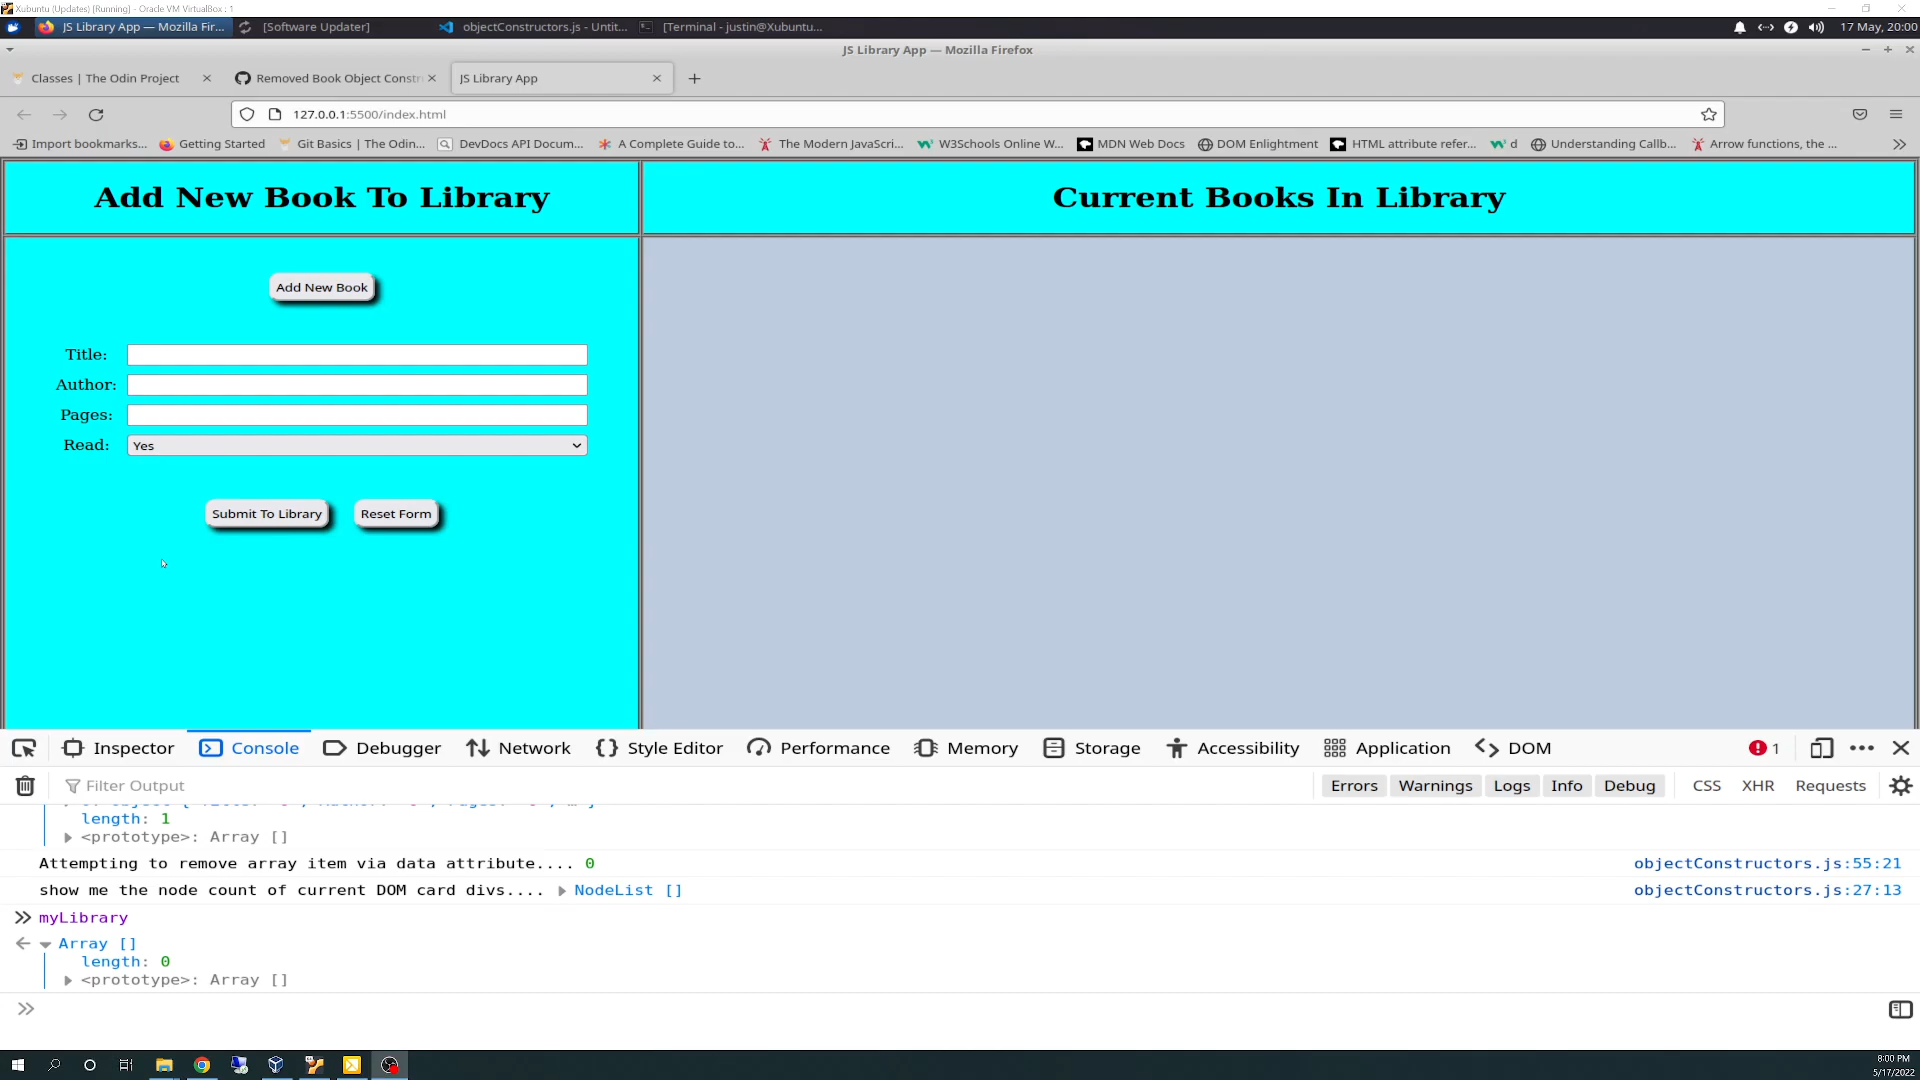 Xubuntu (Updates) [Running] - Oracle VM VirtualBox : 1
JS Library App — Mozilla Fir...
[Software Updater]
objectConstructors.js - Untit...
[Terminal - justin@Xubuntu...
17 May, 20:00
JS Library App — Mozilla Firefox
Classes | The Odin Project
Removed Book Object Constr
JS Library App
127.0.0.1:5500/index.html
Import bookmarks...
Getting Started
Git Basics | The Odin...
DevDocs API Docum...
A Complete Guide to...
The Modern JavaScri...
W3Schools Online W...
MDN Web Docs
DOM Enlightment
HTML attribute refer...
d
Understanding Callb...
Arrow functions, the ...
Add New Book To Library
Current Books In Library
Add New Book
Title:
Author:
Pages:
Read:
Yes
Submit To Library
Reset Form
Inspector
Console
Debugger
Network
Style Editor
Performance
Memory
Storage
Accessibility
Application
DOM
1
Filter Output
Errors
Warnings
Logs
Info
Debug
CSS
XHR
Requests
length: 1
<prototype>: Array []
Attempting to remove array item via data attribute.... 0
objectConstructors.js:55:21
show me the node count of current DOM card divs.... NodeList []
objectConstructors.js:27:13
myLibrary
Array []
length: 0
<prototype>: Array []
8:00 PM
5/17/2022